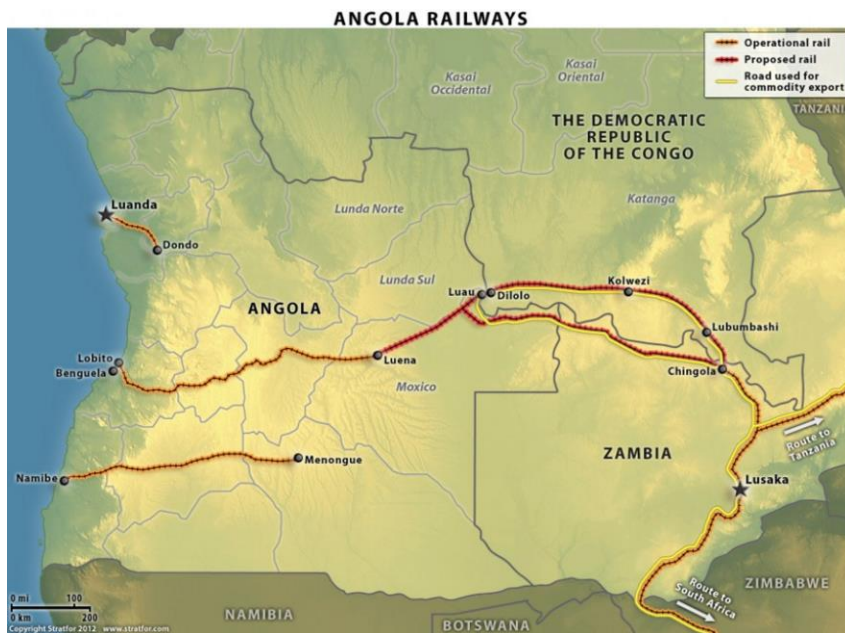 ANGOLA RAILWAYS
Operational rail
Proposed rail
Road used for
commodity export
TANZANI
Kasai
Occidental
Kasai
Oriental
THE DEMOCRATIC
REPUBLIC
OF THE CONGO
Luanda
Lunda Norte
Katanga
Dondo
Lunda Sul
Luau
Dilolo
Kolwezi
ANGOLA
Lubumbashi
Lobito
Benguela
Luena
Chingola
Moxico
ZAMBIA
Route to
Tanzania
Menongue
Namibe
Lusaka
0 mi 100
0 km 200
Route to
South Africa
ZIMBABWE
NAMIBIA
BOTSWANA
Copyright Stratfor 2012 www.stratfor.com